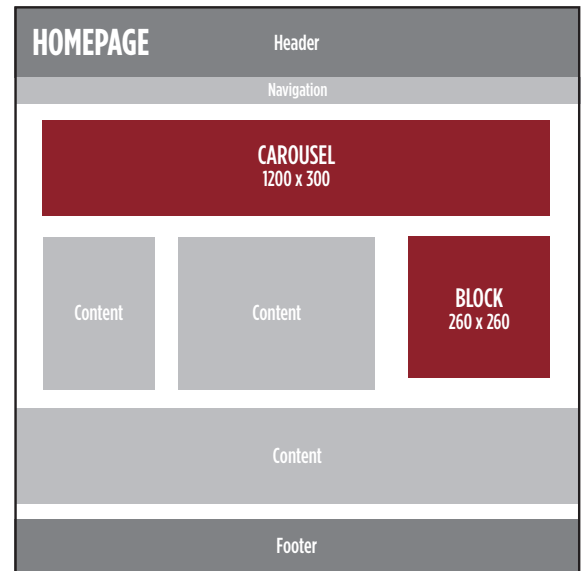 HOMEPAGE
Header
Navigation
CAROUSEL
1200 x 300
Content
Content
BLOCK
260 x 260
Content
Footer